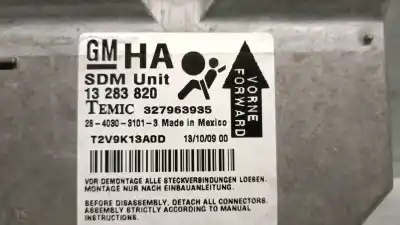 GM HA
SDM Unit
13 283 820
TEMIC 327963935
28-4030-3101-3 Made in Mexico
T2V9K13A0D 13/10/09 00
VORNE
FORWARD
VOR DEMONTAGE ALLE STECKVERBINDUNGEN LOESEN.
MONTAGE NUR NACH EINBAUANLEITUNG.
BEFORE DISASSEMBLY, DETACH ALL CONNECTORS.
ASSEMBLY STRICTLY ACCORDING TO MANUAL
INSTRUCTIONS.